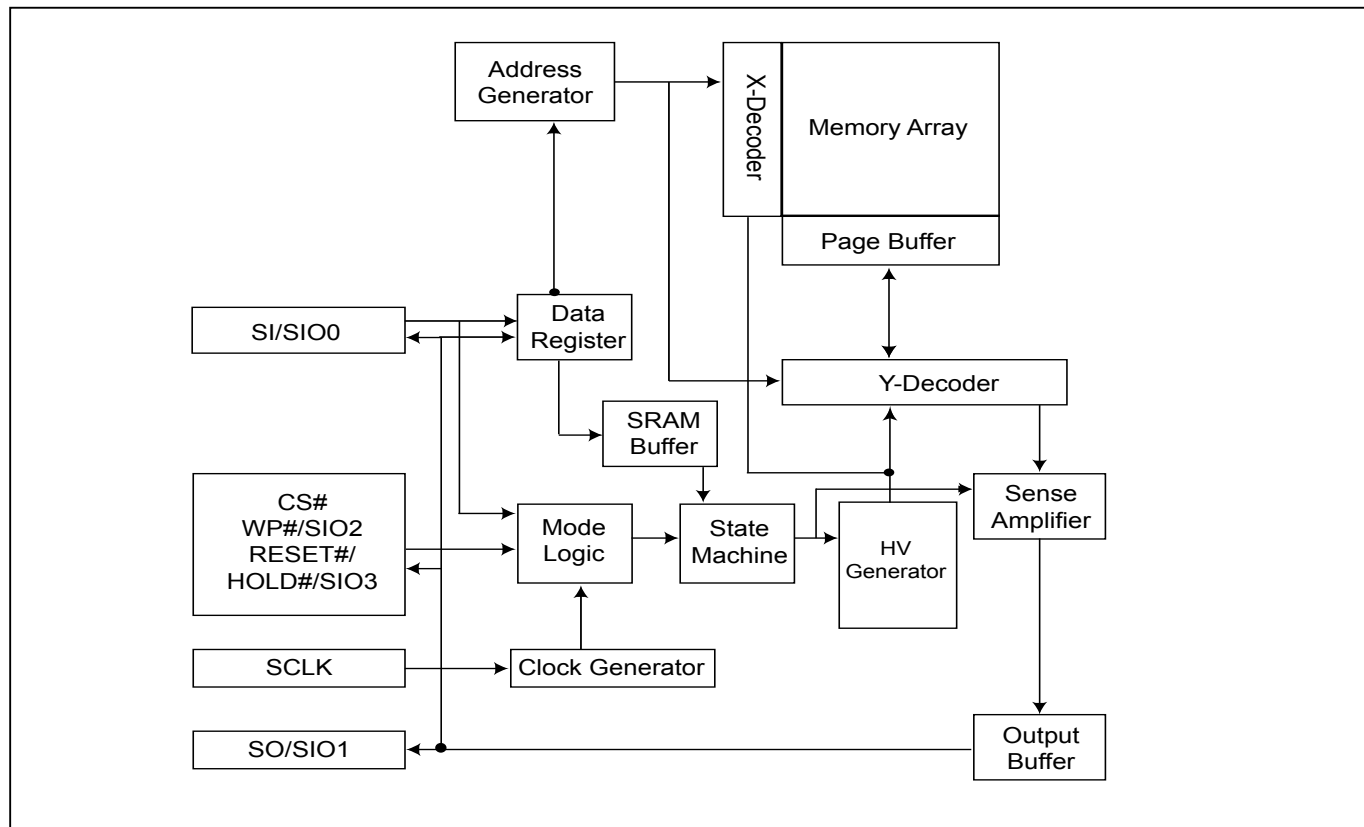 Address
Generator
X-Decoder
Memory Array
Page Buffer
SI/SIO0
Data
Register
Y-Decoder
SRAM
Buffer
CS#
WP#/SIO2
RESET#/
HOLD#/SIO3
Mode
Logic
State
Machine
HV
Generator
Sense
Amplifier
SCLK
Clock Generator
SO/SIO1
Output
Buffer